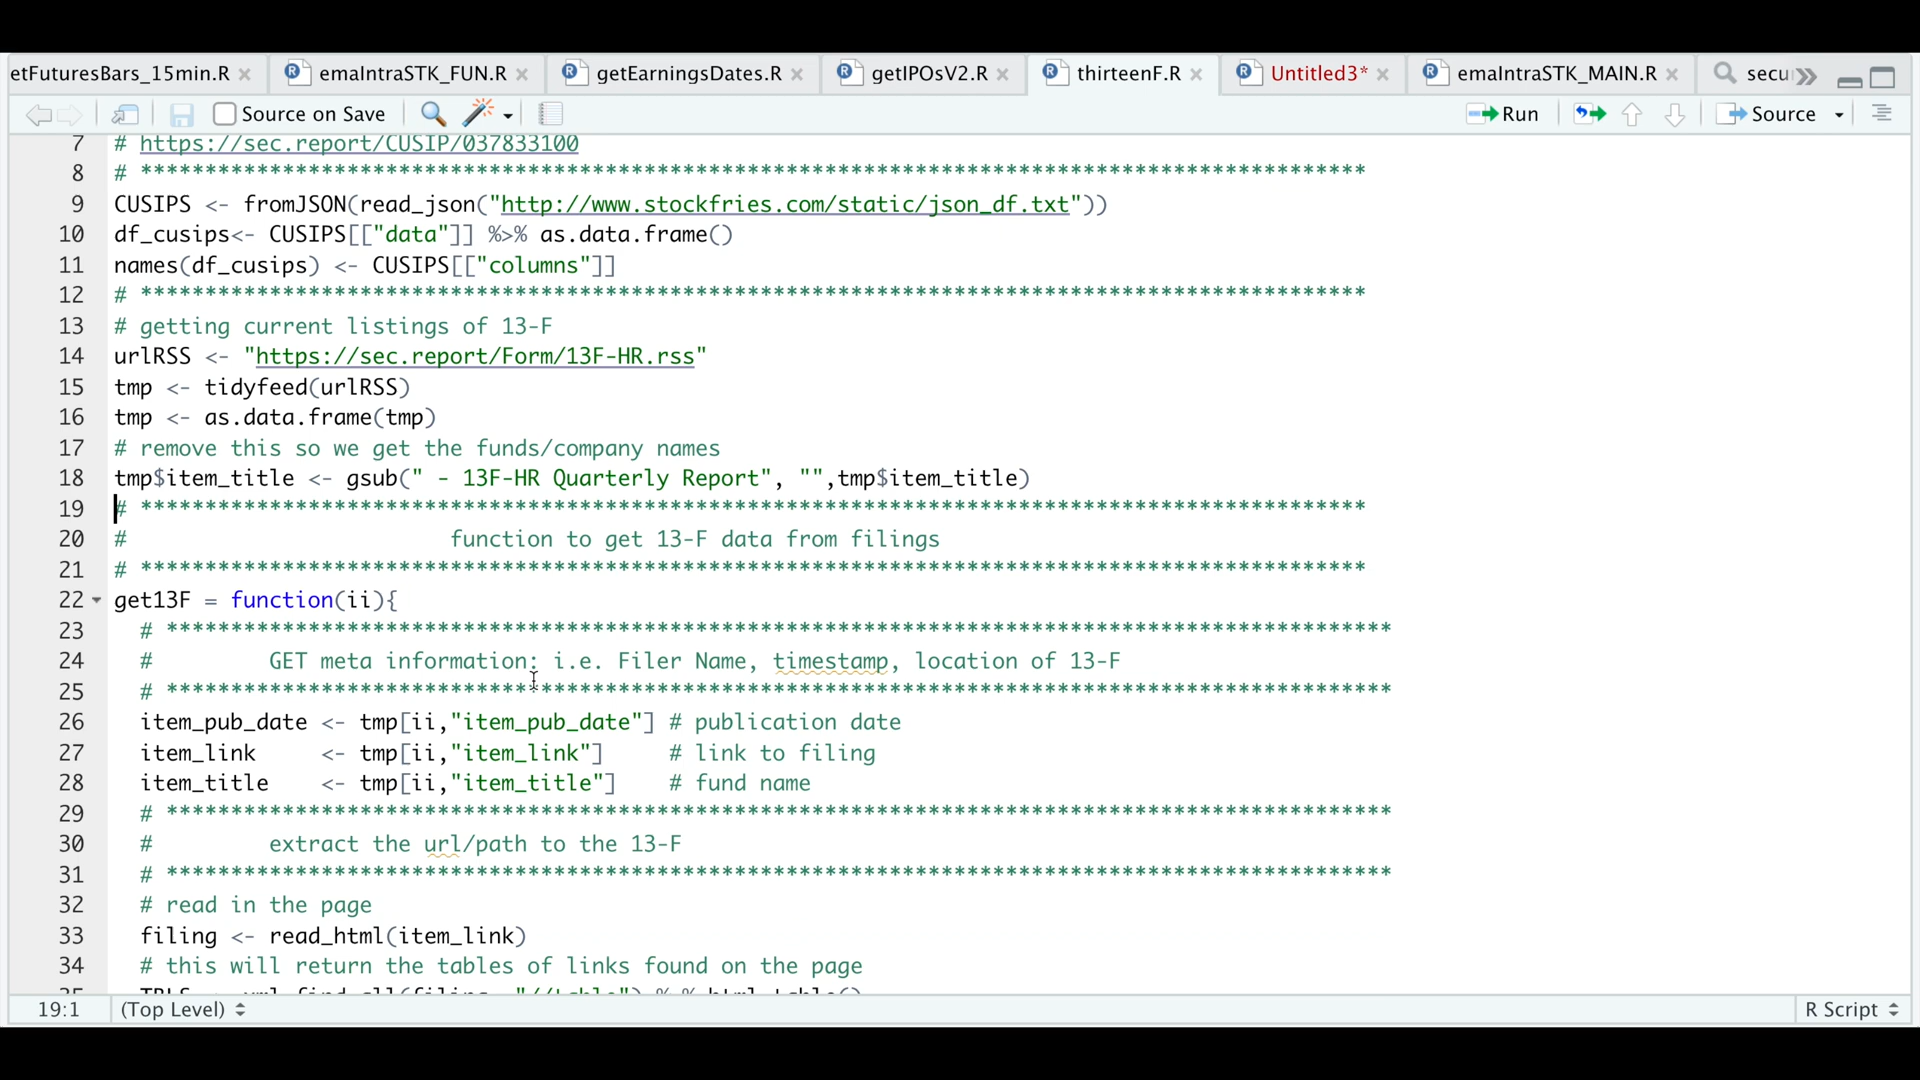 etFuturesBars_15min.R
emaIntraSTK_FUN.R
getEarningsDates.R
getIPOsV2.R
thirteenF.R
Untitled3*
emaIntraSTK_MAIN.R
secu
Source on Save
Run
Source
7 # https://sec.report/CUSIP/037833100
8 # ***********************************************************************************************
9 CUSIPS <- fromJSON(read_json("http://www.stockfries.com/static/json_df.txt"))
10 df_cusips<- CUSIPS[["data"]] %>% as.data.frame()
11 names(df_cusips) <- CUSIPS[["columns"]]
12 # ***********************************************************************************************
13 # getting current listings of 13-F
14 urlRSS <- "https://sec.report/Form/13F-HR.rss"
15 tmp <- tidyfeed(urlRSS)
16 tmp <- as.data.frame(tmp)
17 # remove this so we get the funds/company names
18 tmp$item_title <- gsub(" - 13F-HR Quarterly Report", "",tmp$item_title)
19 # ***********************************************************************************************
20 # function to get 13-F data from filings
21 # ***********************************************************************************************
22 get13F = function(ii){
23 # ***********************************************************************************************
24 # GET meta information: i.e. Filer Name, timestamp, location of 13-F
25 # ***********************************************************************************************
26 item_pub_date <- tmp[ii,"item_pub_date"] # publication date
27 item_link <- tmp[ii,"item_link"] # link to filing
28 item_title <- tmp[ii,"item_title"] # fund name
29 # ***********************************************************************************************
30 # extract the url/path to the 13-F
31 # ***********************************************************************************************
32 # read in the page
33 filing <- read_html(item_link)
34 # this will return the tables of links found on the page
19:1 (Top Level) R Script